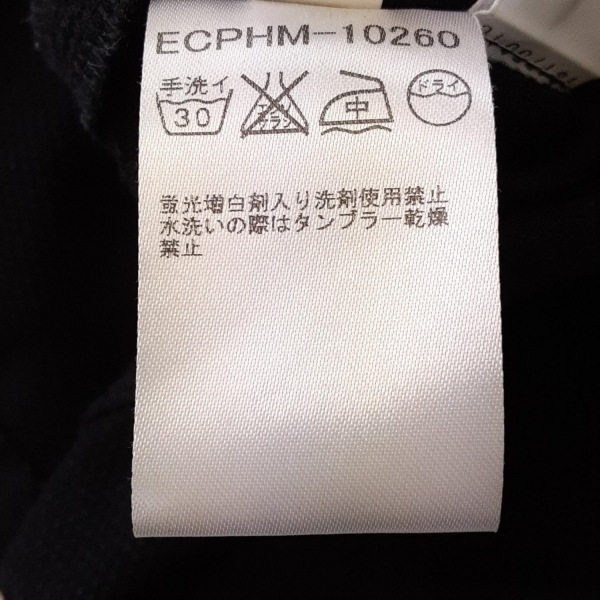 ECPHM-10260
手洗イ
30
エンソ
サラシ
中
ドライ
蛍光増白剤入り洗剤使用禁止
水洗いの際はタンブラー乾燥
禁止